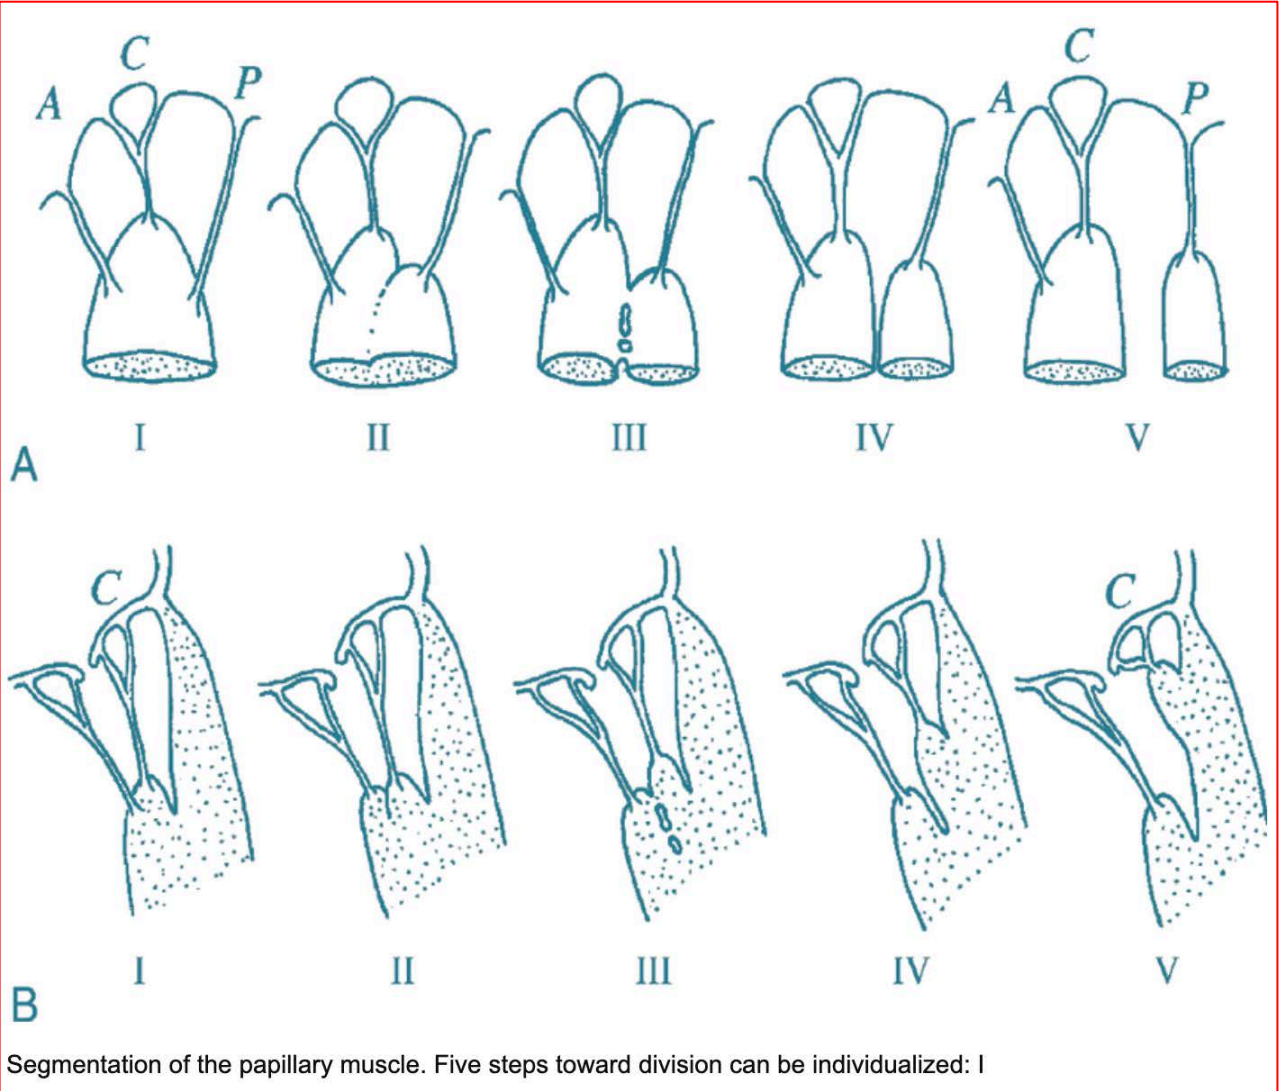 C C
A P A P
I II III IV V
A
C C
I II III IV V
B
Segmentation of the papillary muscle. Five steps toward division can be individualized: I